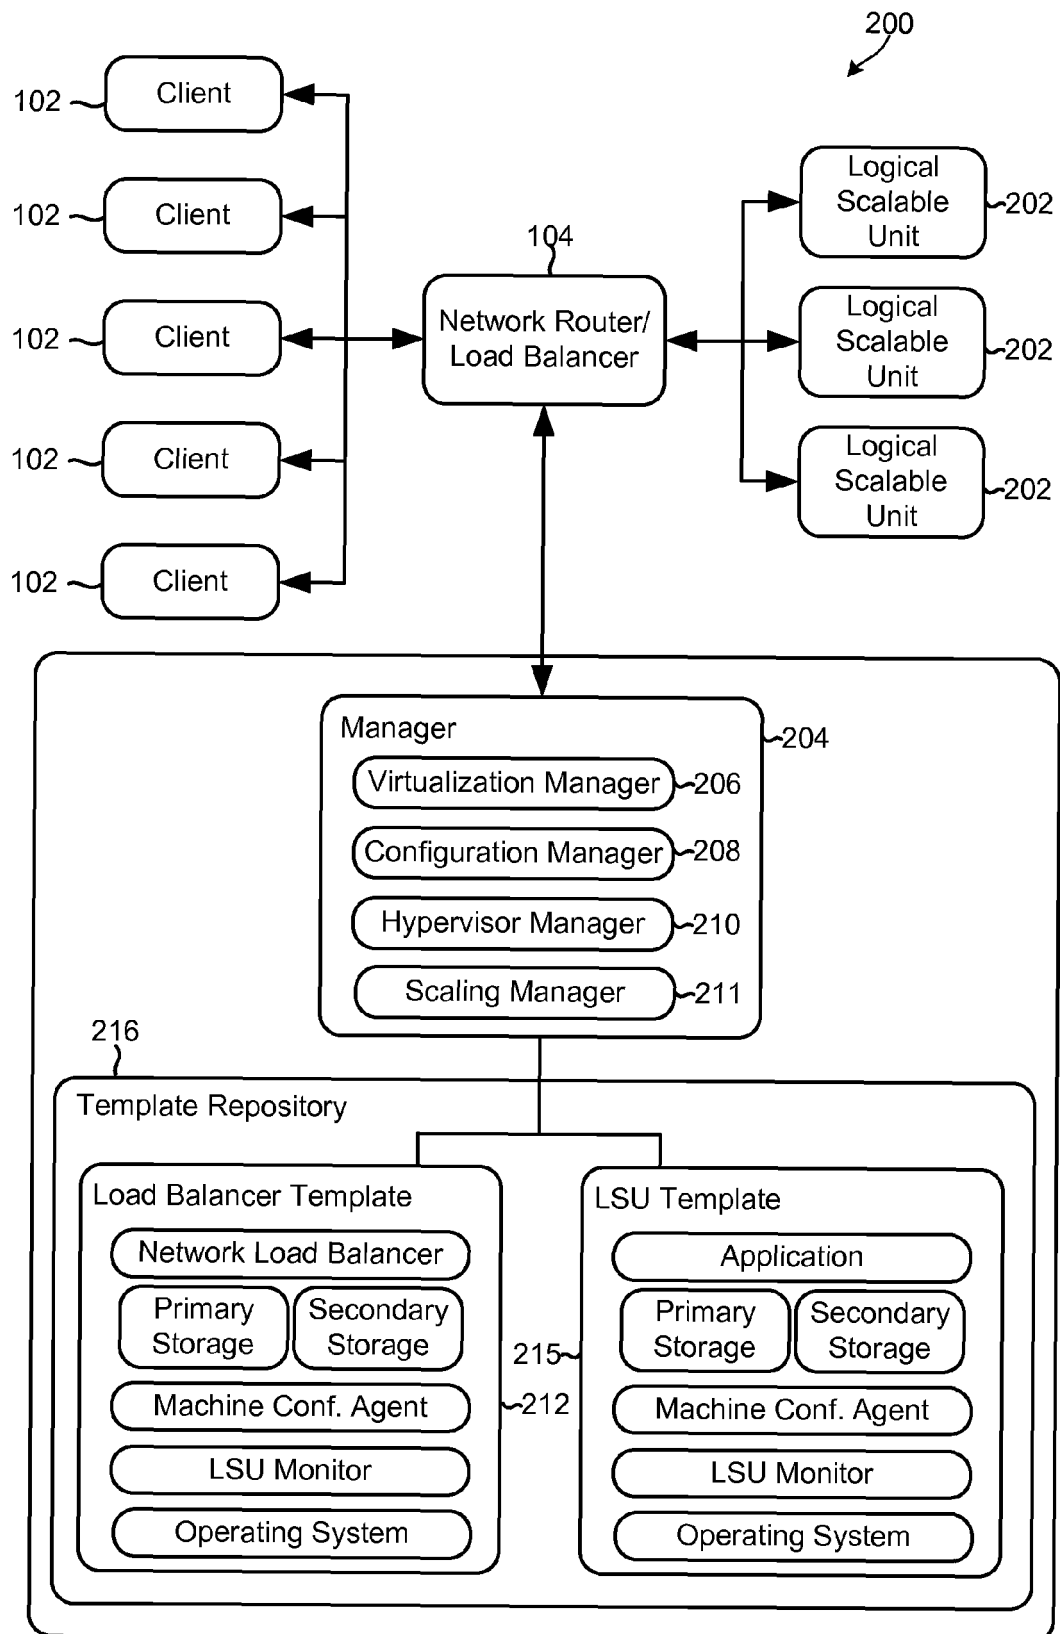 200
102
Client
102
Client
102
Client
102
Client
102
Client
104
Network Router/
Load Balancer
Logical
Scalable
Unit
202
Logical
Scalable
Unit
202
Logical
Scalable
Unit
202
Manager
204
Virtualization Manager
206
Configuration Manager
208
Hypervisor Manager
210
Scaling Manager
211
216
Template Repository
Load Balancer Template
Network Load Balancer
Primary
Storage
Secondary
Storage
Machine Conf. Agent
212
LSU Monitor
Operating System
LSU Template
Application
Primary
Storage
Secondary
Storage
215
Machine Conf. Agent
LSU Monitor
Operating System